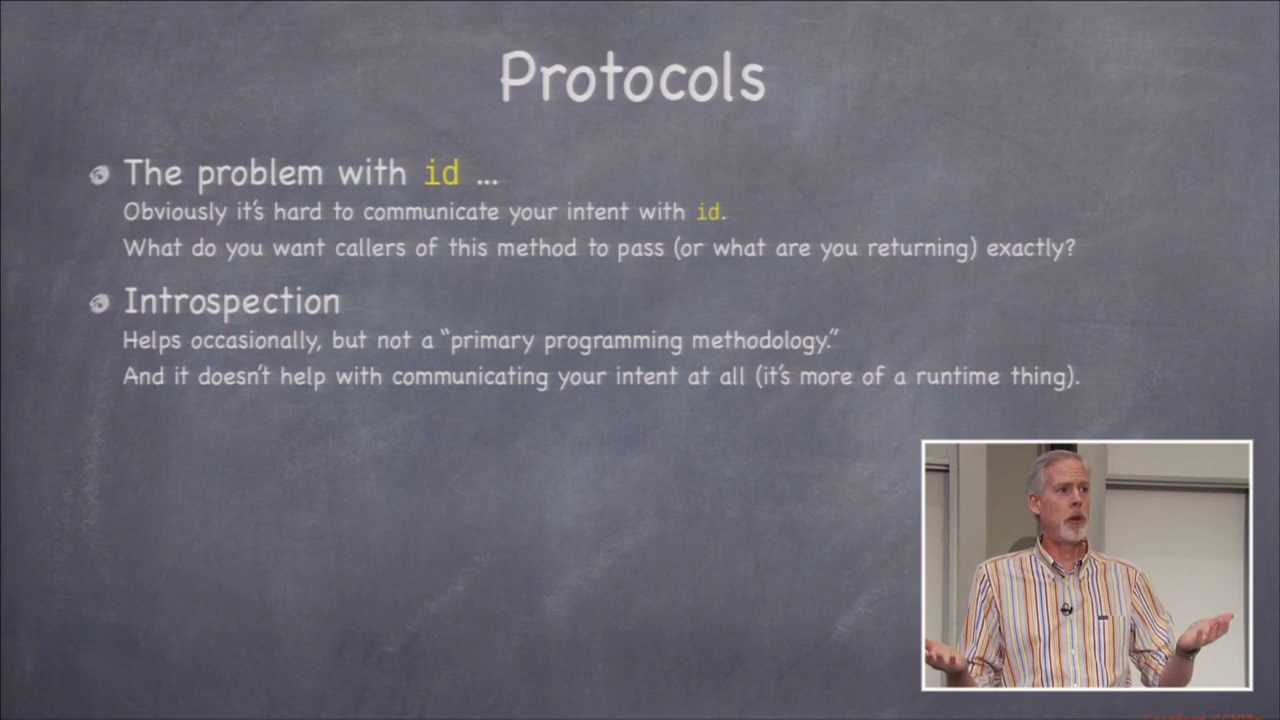 Protocols
The problem with id ...
Obviously it's hard to communicate your intent with id.
What do you want callers of this method to pass (or what are you returning) exactly?
Introspection
Helps occasionally, but not a “primary programming methodology.”
And it doesn't help with communicating your intent at all (it's more of a runtime thing).